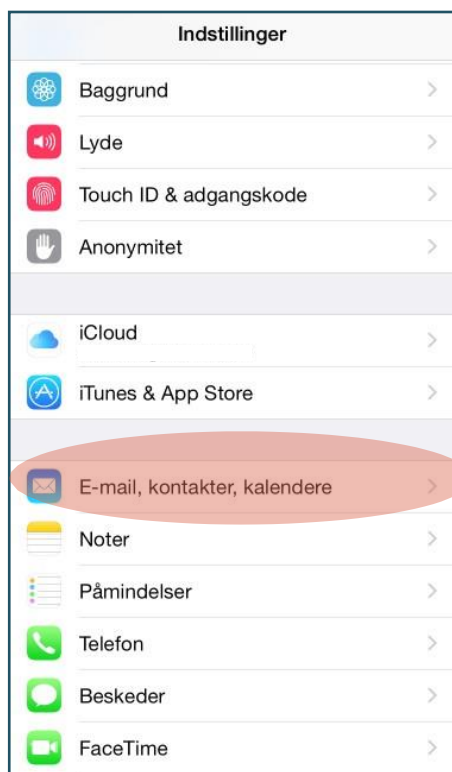 Indstillinger
Baggrund
Lyde
Touch ID & adgangskode
Anonymitet
iCloud
iTunes & App Store
E-mail, kontakter, kalendere
Noter
Påmindelser
Telefon
Beskeder
FaceTime